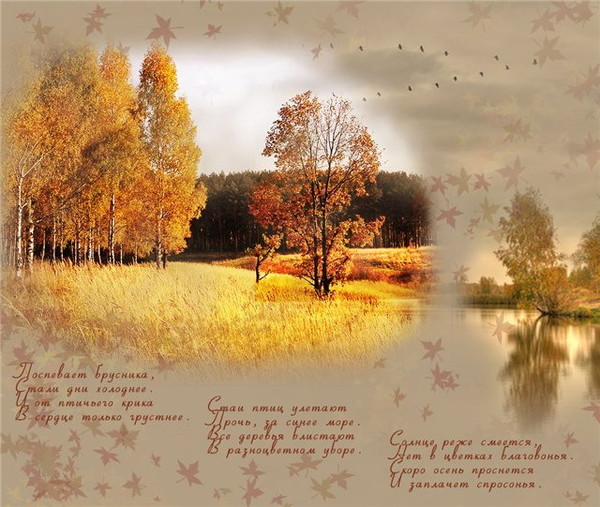 Поспевает брусника,
Стали дни холоднее.
И от птичьего крика
В сердце только грустнее.
Стаи птиц улетают
Прочь, за синее море.
Все деревья блистают
В разноцветном уборе.
Солнце реже смеется,
Нет в цветках благовонья.
Скоро осень проснется
И заплачет спросонья.